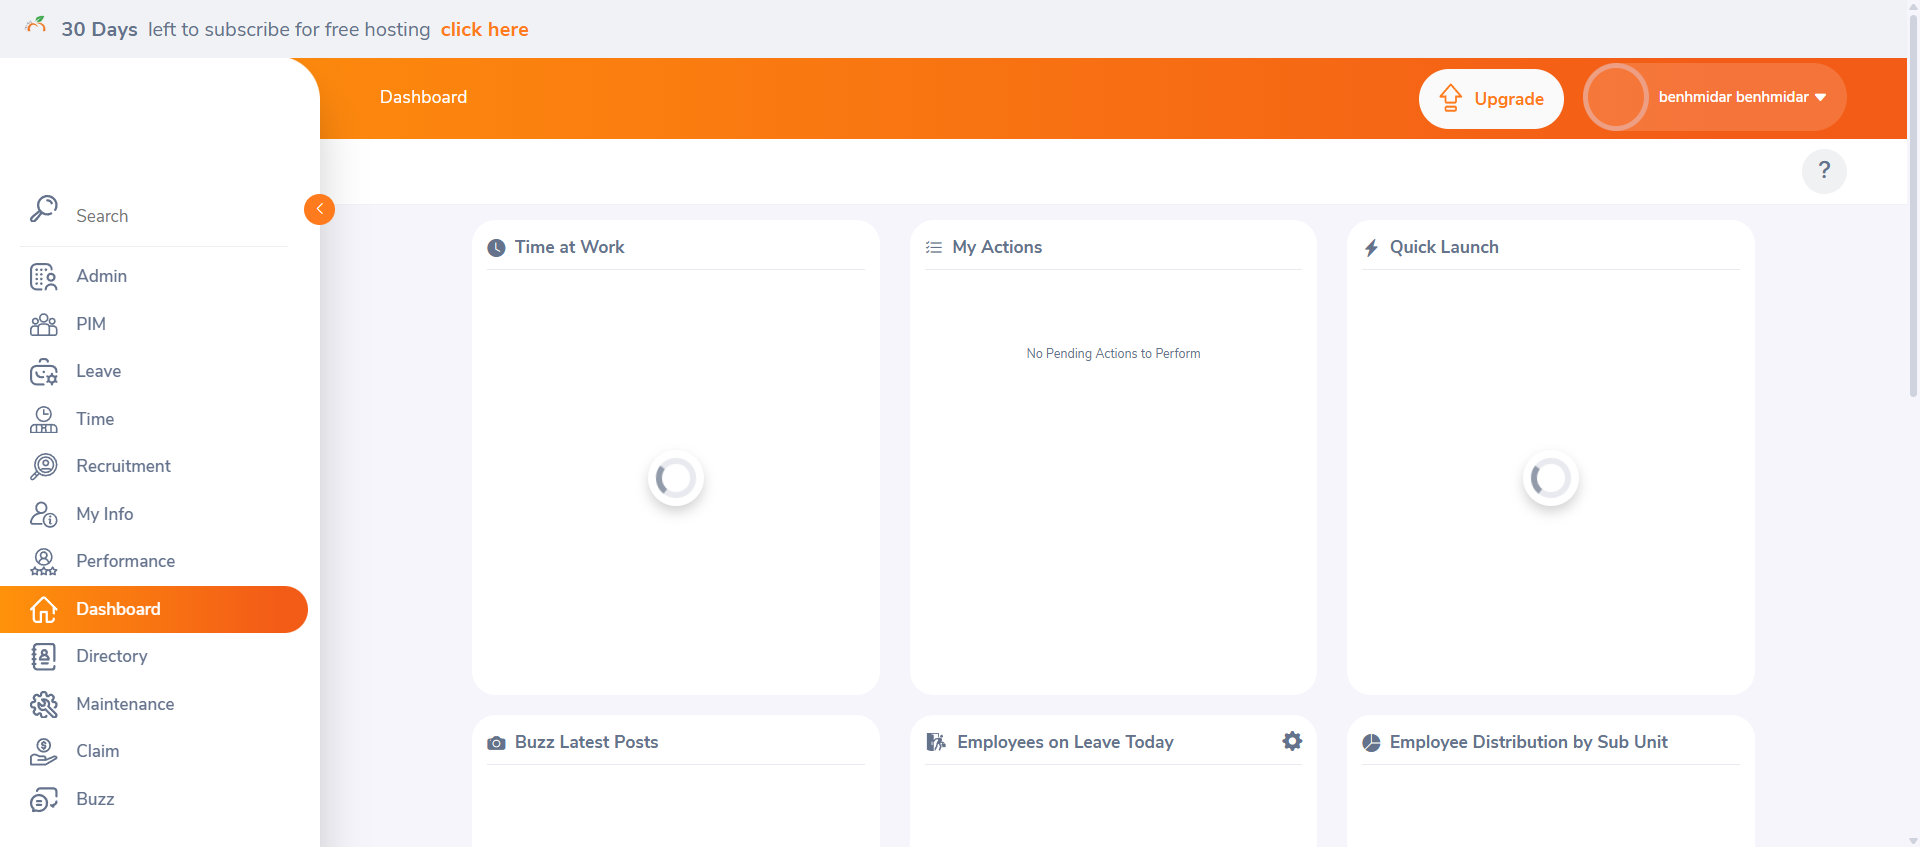 30 Days left to subscribe for free hosting click here
Dashboard
Upgrade
benhmidar benhmidar
?
Search
Admin
PIM
Leave
Time
Recruitment
My Info
Performance
Dashboard
Directory
Maintenance
Claim
Buzz
Time at Work
My Actions
No Pending Actions to Perform
Quick Launch
Buzz Latest Posts
Employees on Leave Today
Employee Distribution by Sub Unit